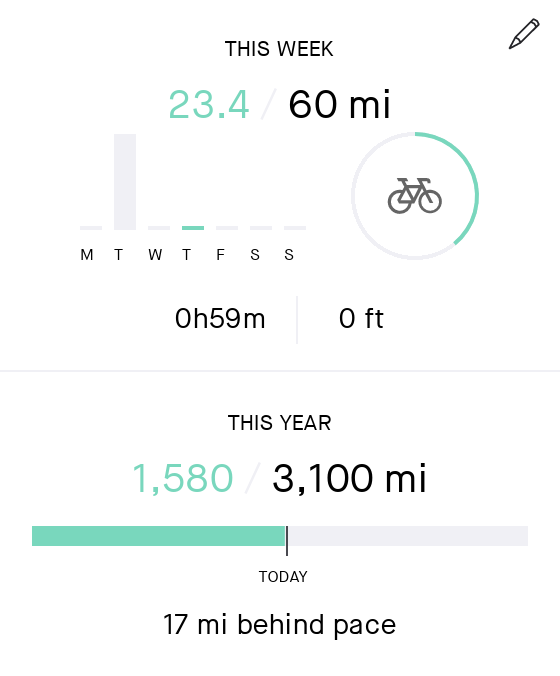 THIS WEEK
23.4 / 60 mi
M T W T F S S
0h59m 0 ft
THIS YEAR
1,580 / 3,100 mi
TODAY
17 mi behind pace